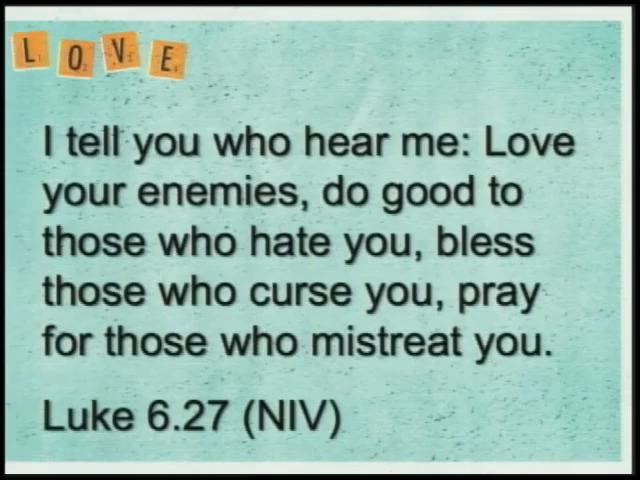 LOVE
I tell you who hear me: Love
your enemies, do good to
those who hate you, bless
those who curse you, pray
for those who mistreat you.
Luke 6.27 (NIV)